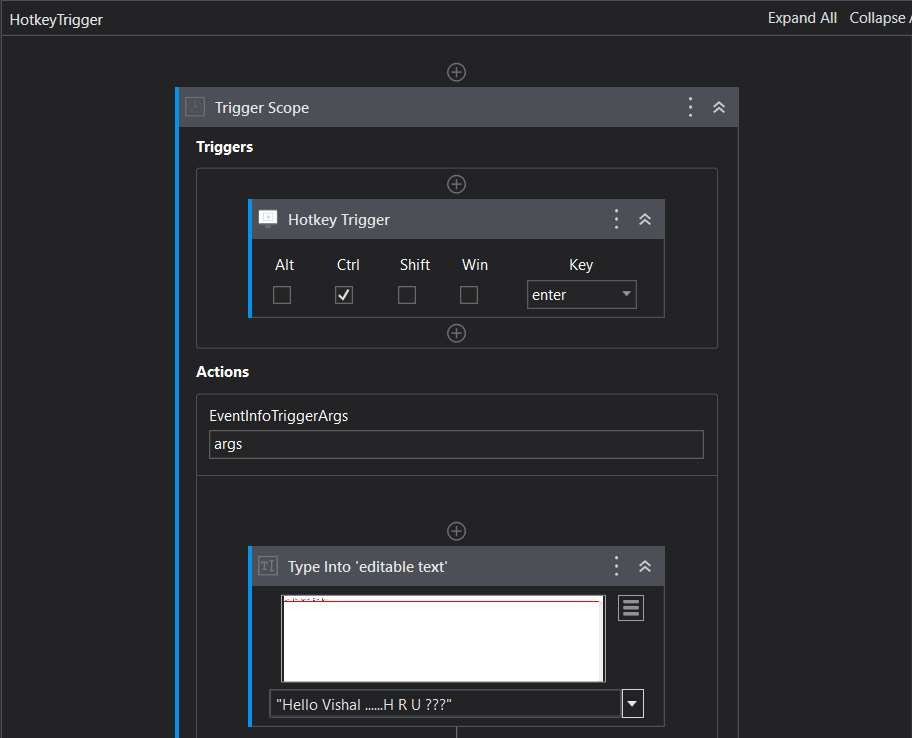 HotkeyTrigger Expand All Collapse
Trigger Scope
Triggers
Hotkey Trigger
Alt Ctrl Shift Win Key
enter
Actions
EventInfoTriggerArgs
args
Type Into 'editable text'
"Hello Vishal ......H R U ???"